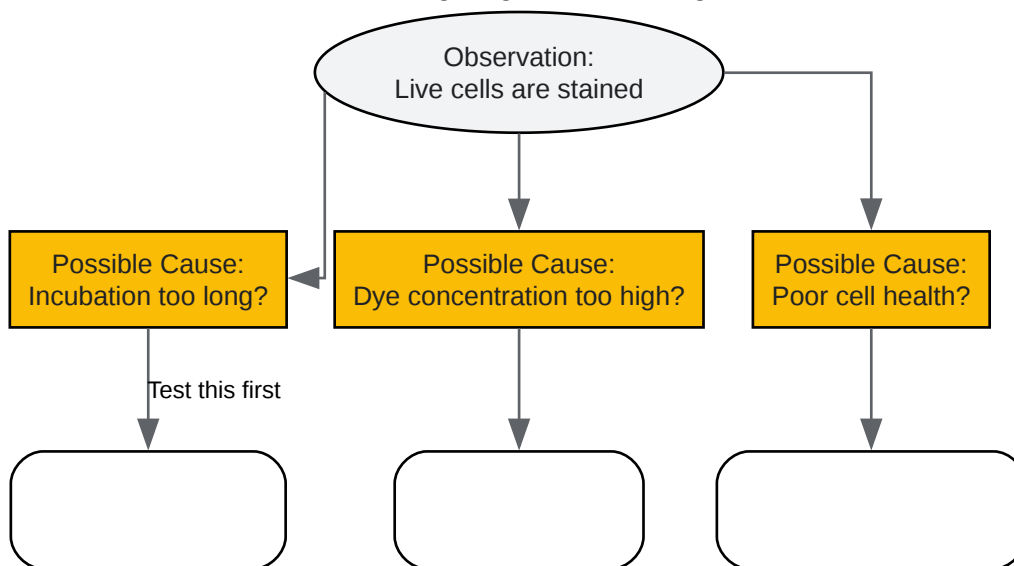 Observation:
Live cells are stained
Possible Cause:
Incubation too long?
Possible Cause:
Dye concentration too high?
Possible Cause:
Poor cell health?
Test this first